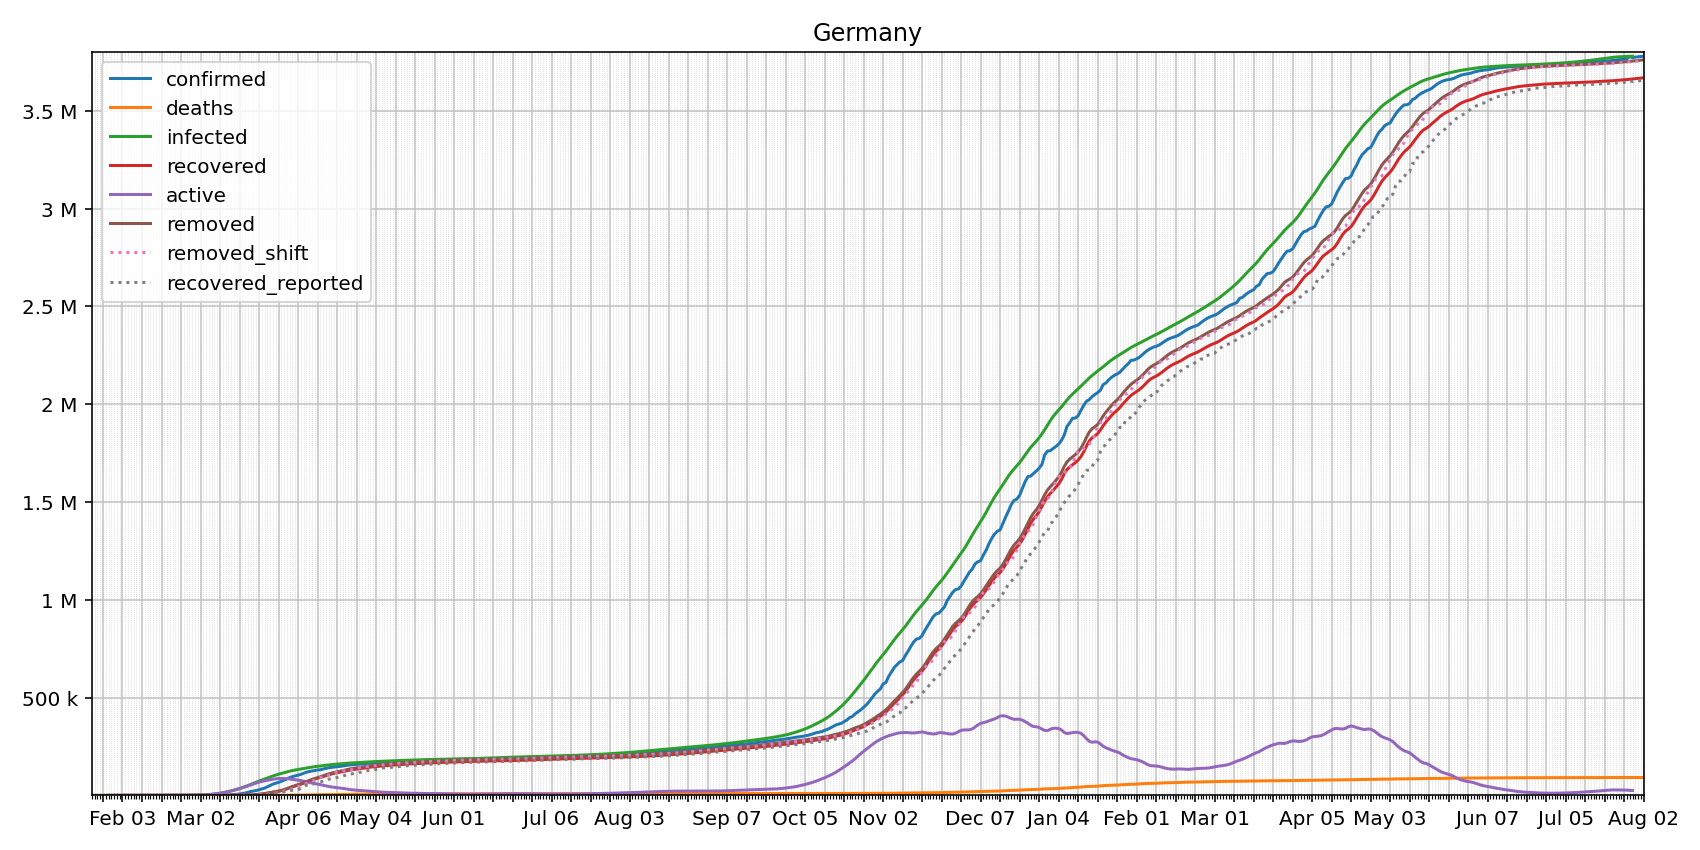 Germany
confirmed
deaths
infected
recovered
active
removed
removed_shift
recovered_reported
3.5 M
3 M
2.5 M
2 M
1.5 M
1 M
500 k
Feb 03 Mar 02 Apr 06 May 04 Jun 01 Jul 06 Aug 03 Sep 07 Oct 05 Nov 02 Dec 07 Jan 04 Feb 01 Mar 01 Apr 05 May 03 Jun 07 Jul 05 Aug 02